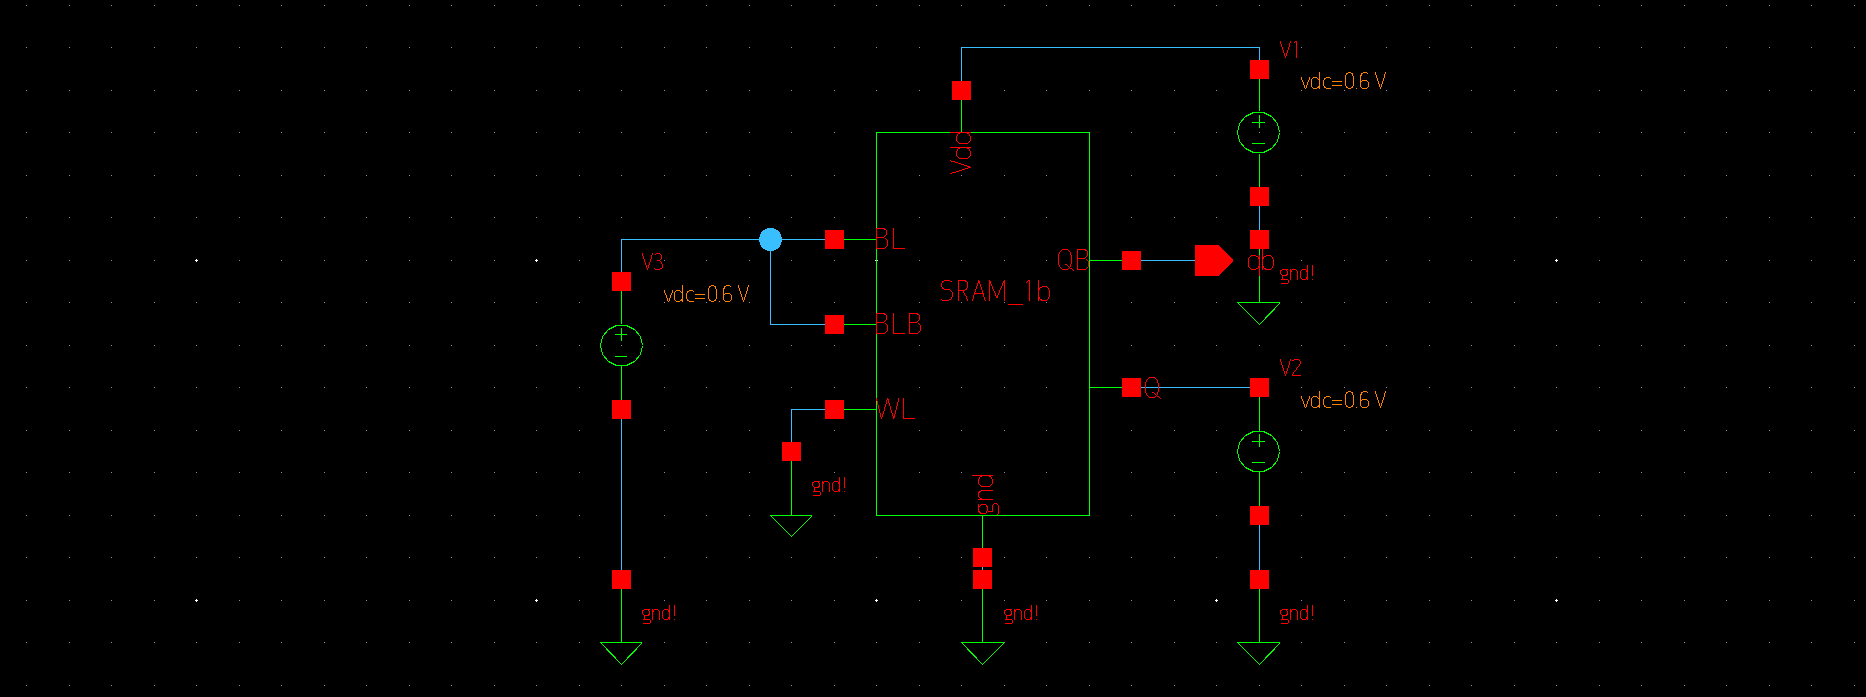 V1
vdc=0.6 V
Vdd
BL
V3
QB
gnd!
vdc=0.6 V
SRAM_1b
BLB
V2
Q
vdc=0.6 V
WL
gnd!
gnd
gnd!
gnd!
gnd!